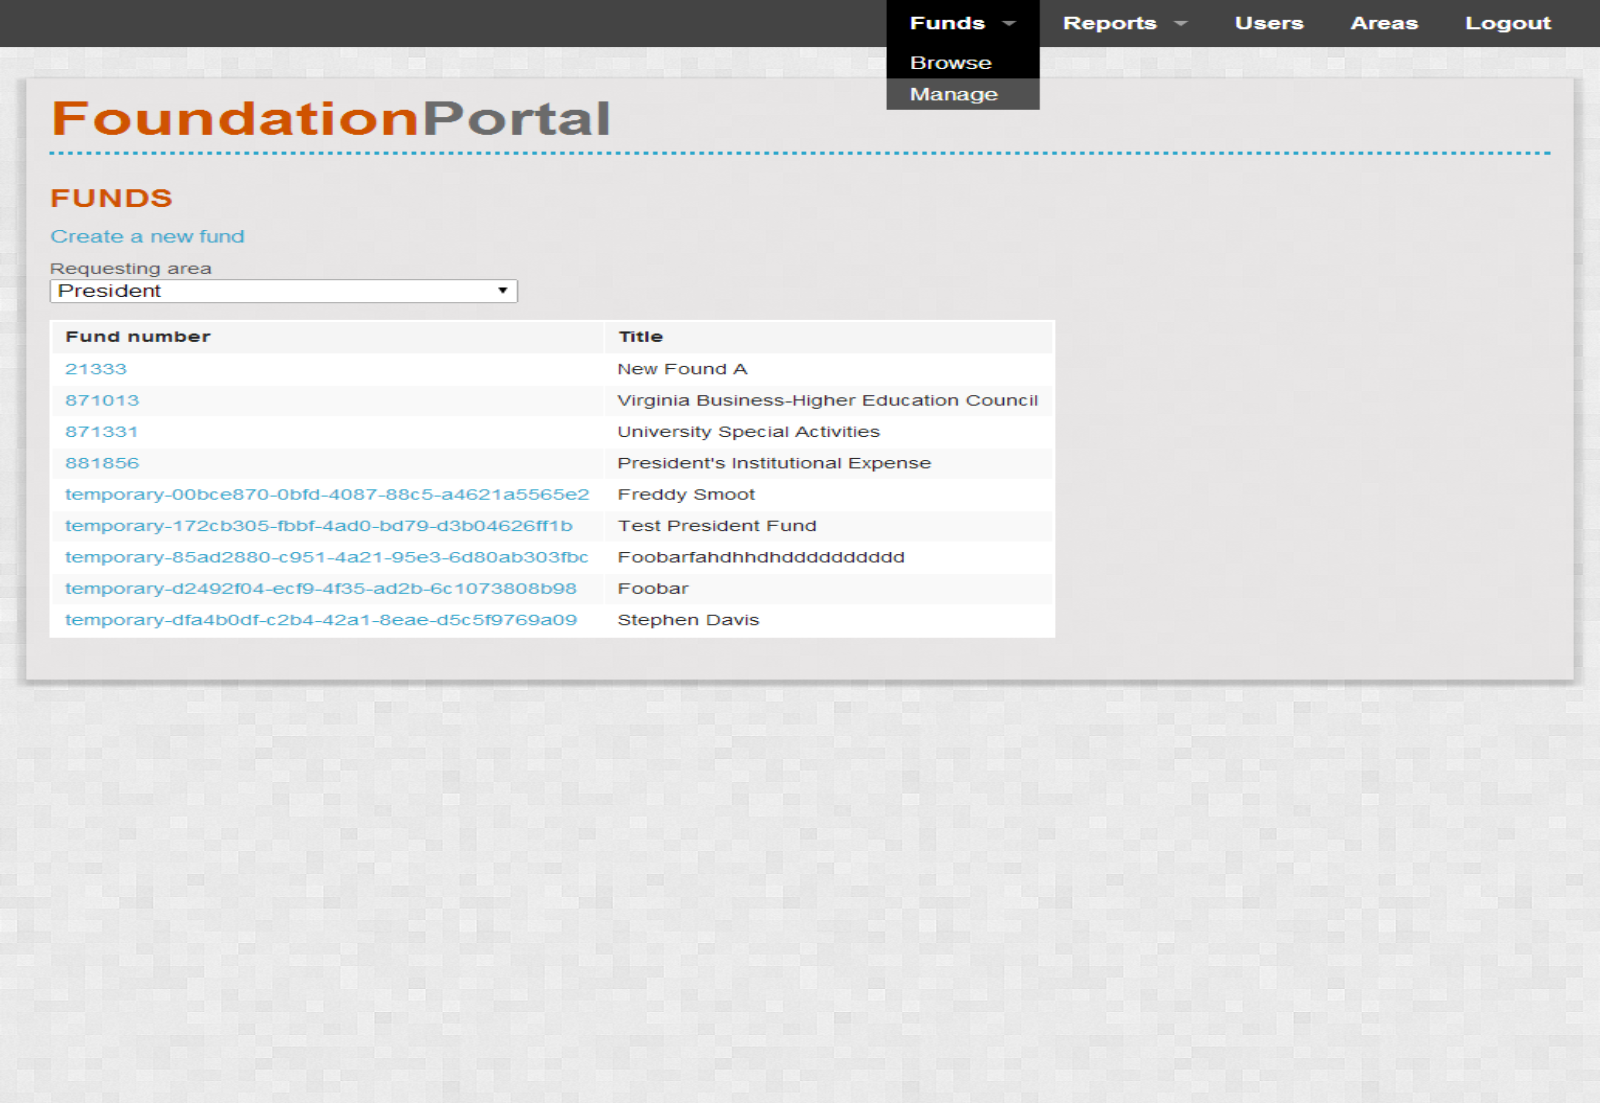 Funds Reports Users Areas Logout
Browse
Manage
FoundationPortal
FUNDS
Create a new fund
Requesting area
President
Fund number Title
21333 New Found A
871013 Virginia Business-Higher Education Council
871331 University Special Activities
881856 President's Institutional Expense
temporary-00bce870-0bfd-4087-88c5-a4621a5565e2 Freddy Smoot
temporary-172cb305-fbbf-4ad0-bd79-d3b04626ff1b Test President Fund
temporary-85ad2880-c951-4a21-95e3-6d80ab303fbc Foobarfahdhhdhdddddddddd
temporary-d2492f04-ecf9-4f35-ad2b-6c1073808b98 Foobar
temporary-dfa4b0df-c2b4-42a1-8eae-d5c5f9769a09 Stephen Davis